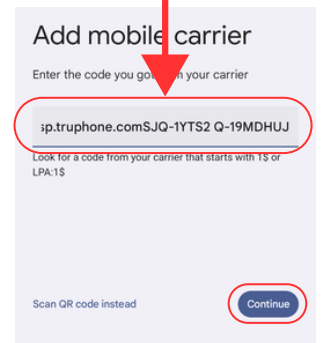 Add mobile carrier
Enter the code you go your carrier
sp.truphone.comSJQ-1YTS2 Q-19MDHUJ
Look for a code from your carrier that starts with 1$ or
LPA:1$
Scan QR code instead
Continue